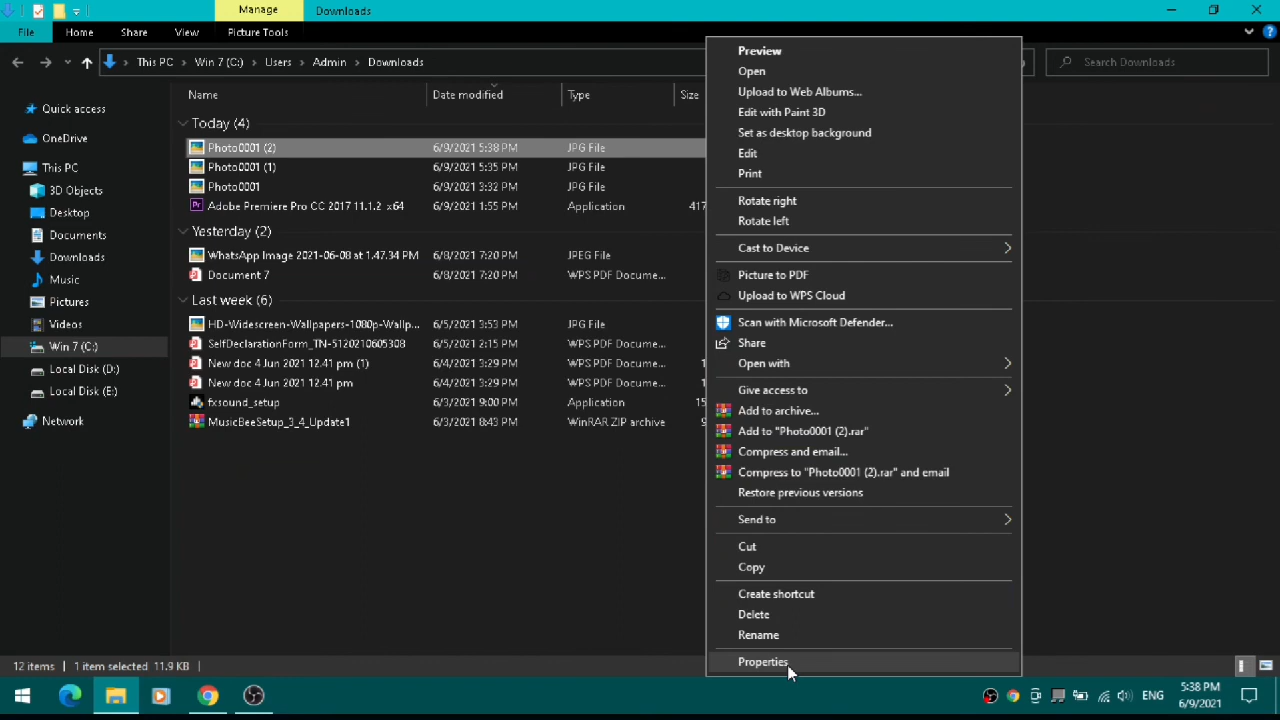 Manage
Downloads
File
Home
Share
View
Picture Tools
This PC
Win 7 (C:)
Users
Admin
Downloads
Search Downloads
Name
Date modified
Type
Size
Quick access
OneDrive
This PC
3D Objects
Desktop
Documents
Downloads
Music
Pictures
Videos
Win 7 (C:)
Local Disk (D:)
Local Disk (E:)
Network
Today (4)
Photo0001 (2) 6/9/2021 5:38 PM JPG File
Photo0001 (1) 6/9/2021 5:35 PM JPG File
Photo0001 6/9/2021 3:32 PM JPG File
Adobe Premiere Pro CC 2017 11.1.2 x64 6/9/2021 1:55 PM Application 417
Yesterday (2)
WhatsApp Image 2021-06-08 at 1.47.34 PM 6/8/2021 7:20 PM JPEG File
Document 7 6/8/2021 7:20 PM WPS PDF Docume...
Last week (6)
HD-Widescreen-Wallpapers-1080p-Wallp... 6/5/2021 3:53 PM JPG File
SelfDeclarationForm_TN-5120210605308 6/5/2021 2:15 PM WPS PDF Docume...
New doc 4 Jun 2021 12.41 pm (1) 6/4/2021 3:29 PM WPS PDF Docume... 1
New doc 4 Jun 2021 12.41 pm 6/4/2021 3:29 PM WPS PDF Docume... 1
fxsound_setup 6/3/2021 9:00 PM Application 15
MusicBeeSetup_3_4_Update1 6/3/2021 8:43 PM WinRAR ZIP archive 9
Preview
Open
Upload to Web Albums...
Edit with Paint 3D
Set as desktop background
Edit
Print
Rotate right
Rotate left
Cast to Device
Picture to PDF
Upload to WPS Cloud
Scan with Microsoft Defender...
Share
Open with
Give access to
Add to archive...
Add to "Photo0001 (2).rar"
Compress and email...
Compress to "Photo0001 (2).rar" and email
Restore previous versions
Send to
Cut
Copy
Create shortcut
Delete
Rename
Properties
12 items
1 item selected 11.9 KB
Pr
ENG
5:38 PM
6/9/2021